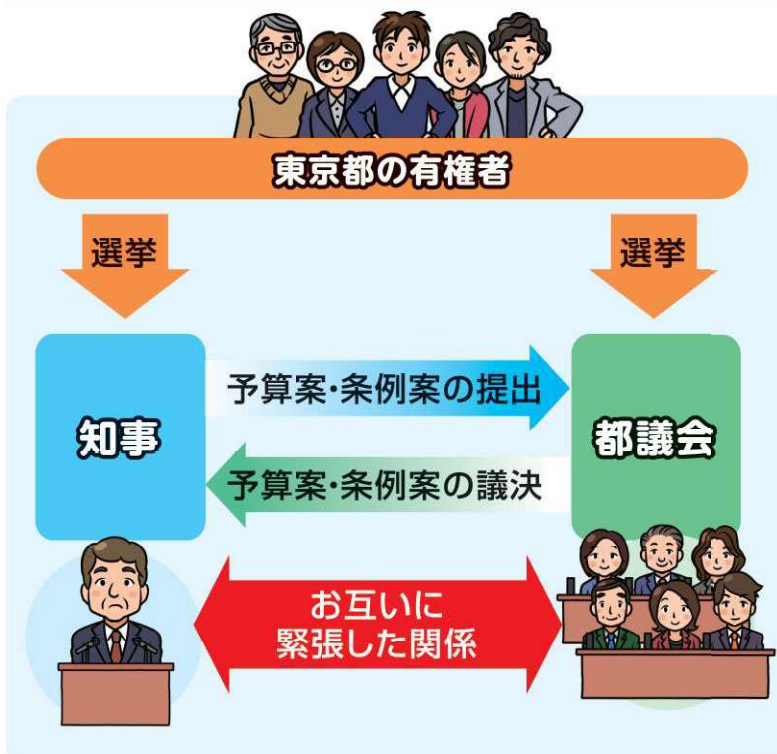 東京都の有権者
選挙
選挙
知事
予算案・条例案の提出
都議会
予算案・条例案の議決
お互いに
緊張した関係